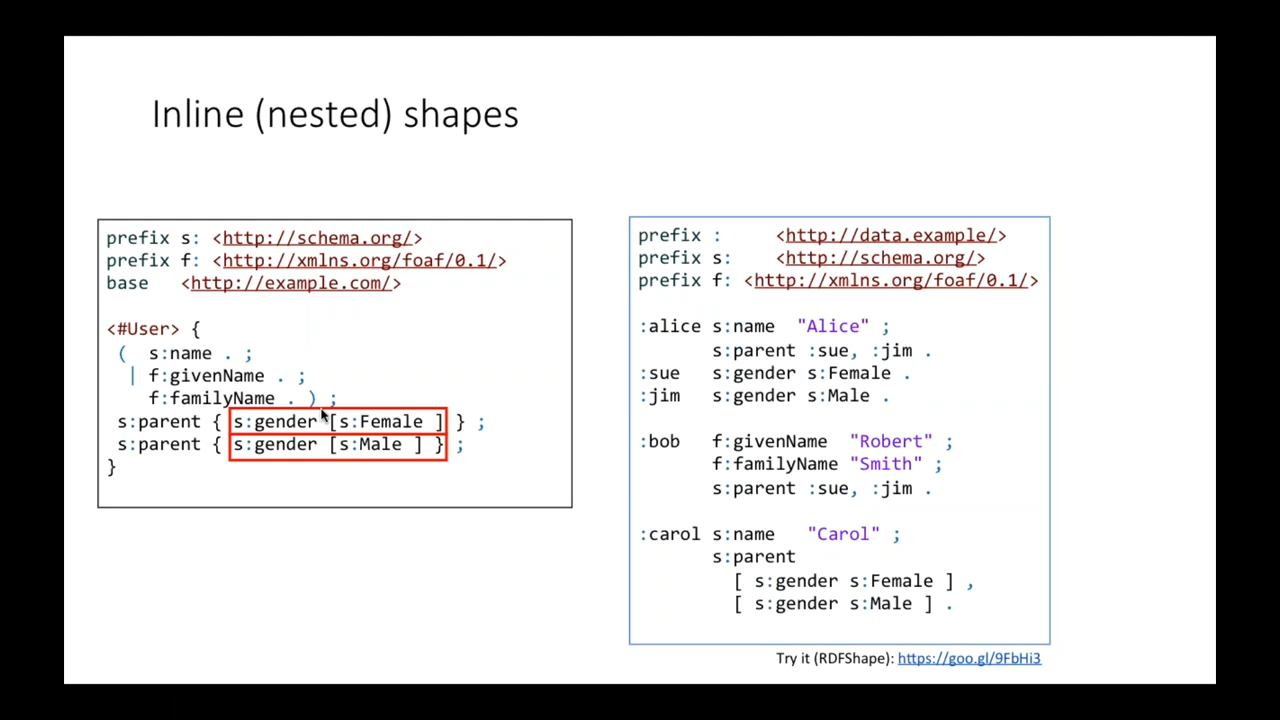 Inline (nested) shapes
prefix s: <http://schema.org/>
prefix f: <http://xmlns.org/foaf/0.1/>
base   <http://example.com/>
<#User> {
(  s:name . ;
| f:givenName . ;
f:familyName . ) ;
s:parent { s:gender [s:Female ] } ;
s:parent { s:gender [s:Male ] } ;
}
prefix :     <http://data.example/>
prefix s:    <http://schema.org/>
prefix f: <http://xmlns.org/foaf/0.1/>
:alice s:name  "Alice" ;
s:parent :sue, :jim .
:sue   s:gender s:Female .
:jim   s:gender s:Male .
:bob   f:givenName  "Robert" ;
f:familyName "Smith" ;
s:parent :sue, :jim .
:carol s:name   "Carol" ;
s:parent
[ s:gender s:Female ] ,
[ s:gender s:Male ] .
Try it (RDFShape): https://goo.gl/9FbHi3